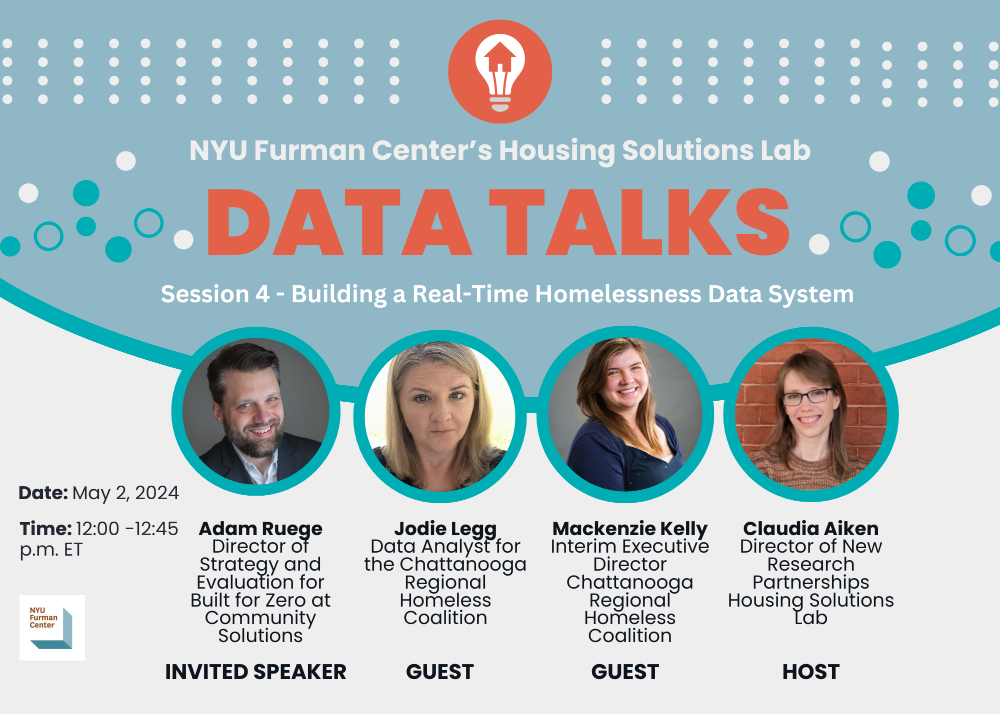 NYU Furman Center’s Housing Solutions Lab
DATA TALKS
Session 4 - Building a Real-Time Homelessness Data System
Date: May 2, 2024
Time: 12:00 -12:45
p.m. ET
NYU
Furman
Center
Adam Ruege
Director of
Strategy and
Evaluation for
Built for Zero at
Community
Solutions
INVITED SPEAKER
Jodie Legg
Data Analyst for
the Chattanooga
Regional
Homeless
Coalition
GUEST
Mackenzie Kelly
Interim Executive
Director
Chattanooga
Regional
Homeless
Coalition
GUEST
Claudia Aiken
Director of New
Research
Partnerships
Housing Solutions
Lab
HOST